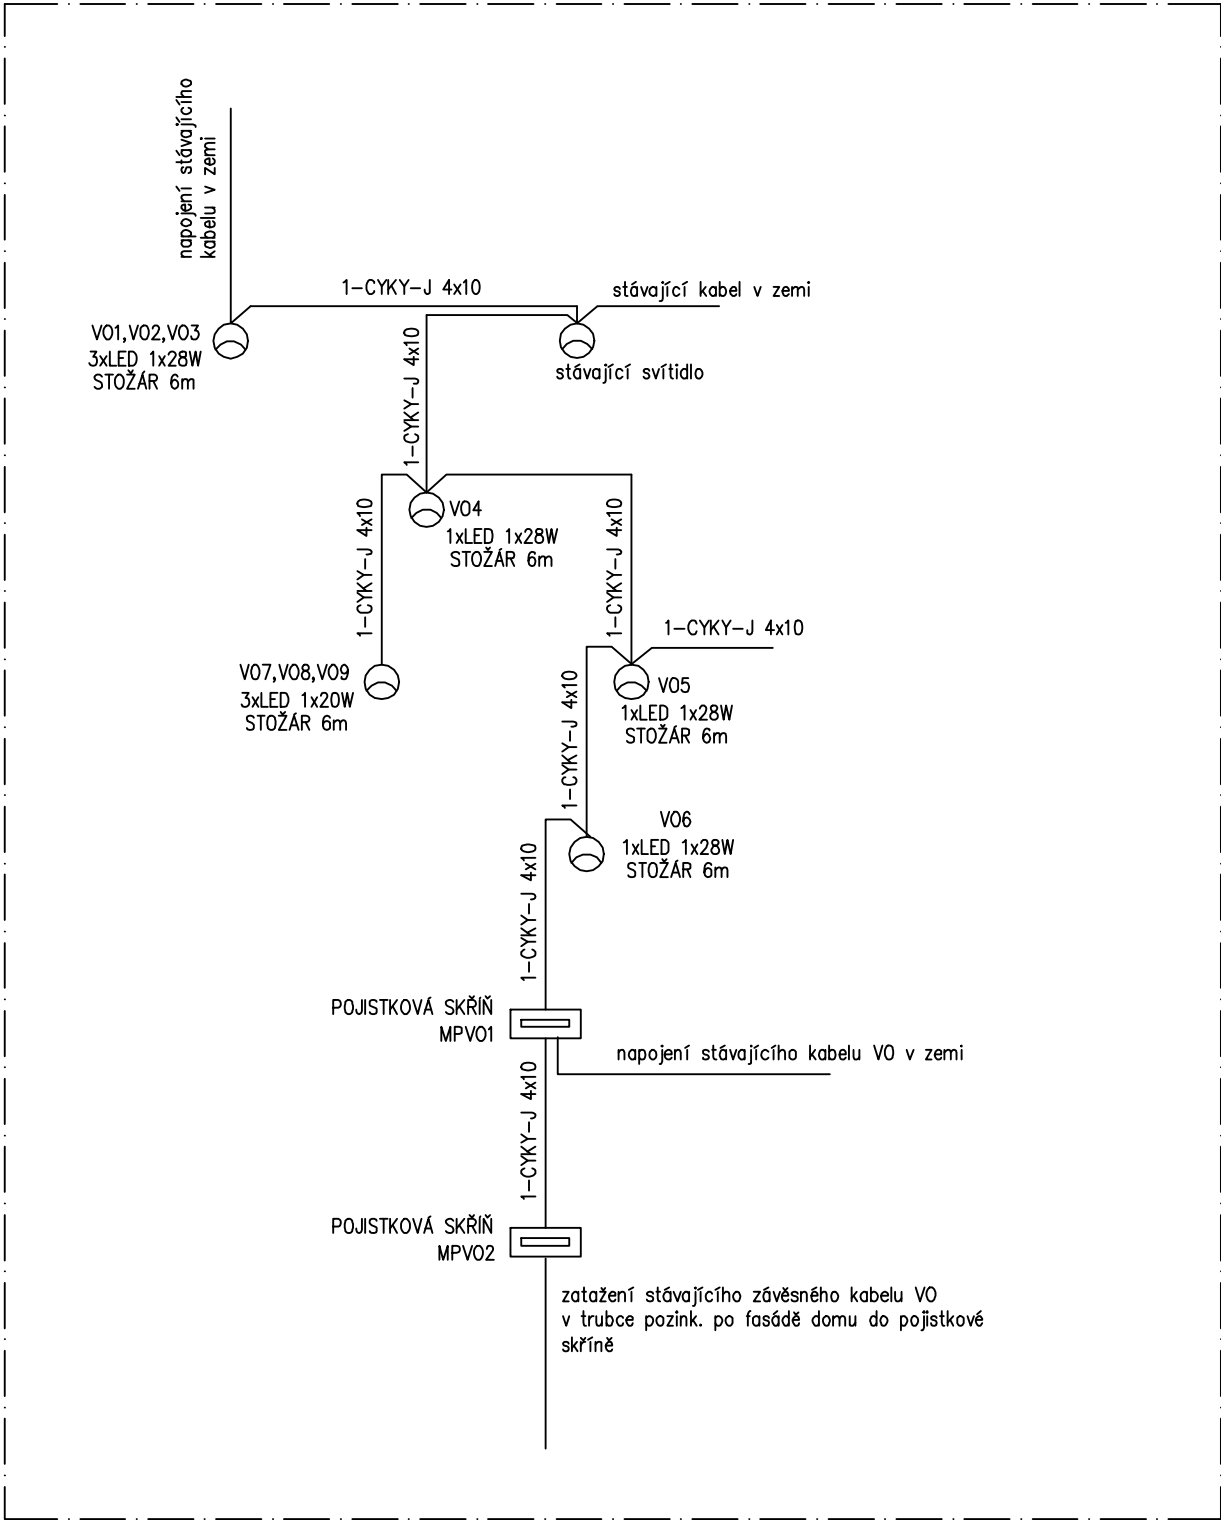 napojení stávajícího
kabelu v zemi
1-CYKY-J 4x10
stávající kabel v zemi
VO1,VO2,VO3
3xLED 1x28W
STOŽÁR 6m
stávající svítidlo
1-CYKY-J 4x10
VO4
1xLED 1x28W
STOŽÁR 6m
1-CYKY-J 4x10
1-CYKY-J 4x10
1-CYKY-J 4x10
VO7,VO8,VO9
3xLED 1x20W
STOŽÁR 6m
VO5
1xLED 1x28W
STOŽÁR 6m
1-CYKY-J 4x10
VO6
1xLED 1x28W
STOŽÁR 6m
1-CYKY-J 4x10
POJISTKOVÁ SKŘÍŇ
MPVO1
napojení stávajícího kabelu VO v zemi
1-CYKY-J 4x10
POJISTKOVÁ SKŘÍŇ
MPVO2
zatažení stávajícího závěsného kabelu VO
v trubce pozink. po fasádě domu do pojistkové
skříně